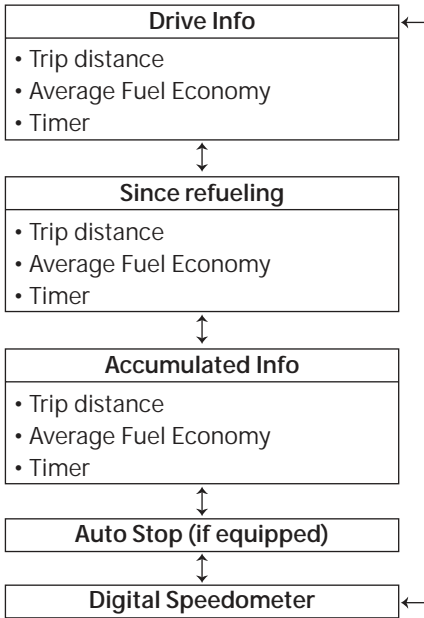 Drive Info
• Trip distance
• Average Fuel Economy
• Timer
Since refueling
• Trip distance
• Average Fuel Economy
• Timer
Accumulated Info
• Trip distance
• Average Fuel Economy
• Timer
Auto Stop (if equipped)
Digital Speedometer